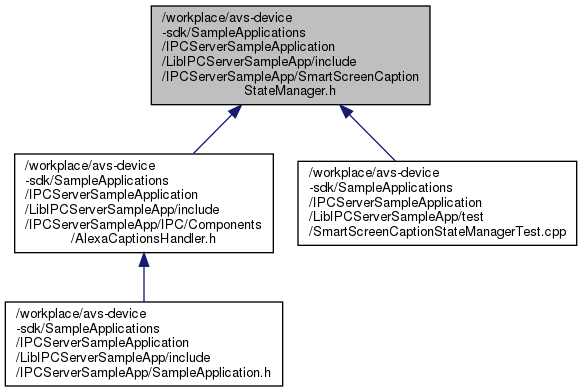 /workplace/avs-device
-sdk/SampleApplications
/IPCServerSampleApplication
/LibIPCServerSampleApp/include
/IPCServerSampleApp/SmartScreenCaption
StateManager.h
/workplace/avs-device
-sdk/SampleApplications
/IPCServerSampleApplication
/LibIPCServerSampleApp/include
/IPCServerSampleApp/IPC/Components
/AlexaCaptionsHandler.h
/workplace/avs-device
-sdk/SampleApplications
/IPCServerSampleApplication
/LibIPCServerSampleApp/test
/SmartScreenCaptionStateManagerTest.cpp
/workplace/avs-device
-sdk/SampleApplications
/IPCServerSampleApplication
/LibIPCServerSampleApp/include
/IPCServerSampleApp/SampleApplication.h